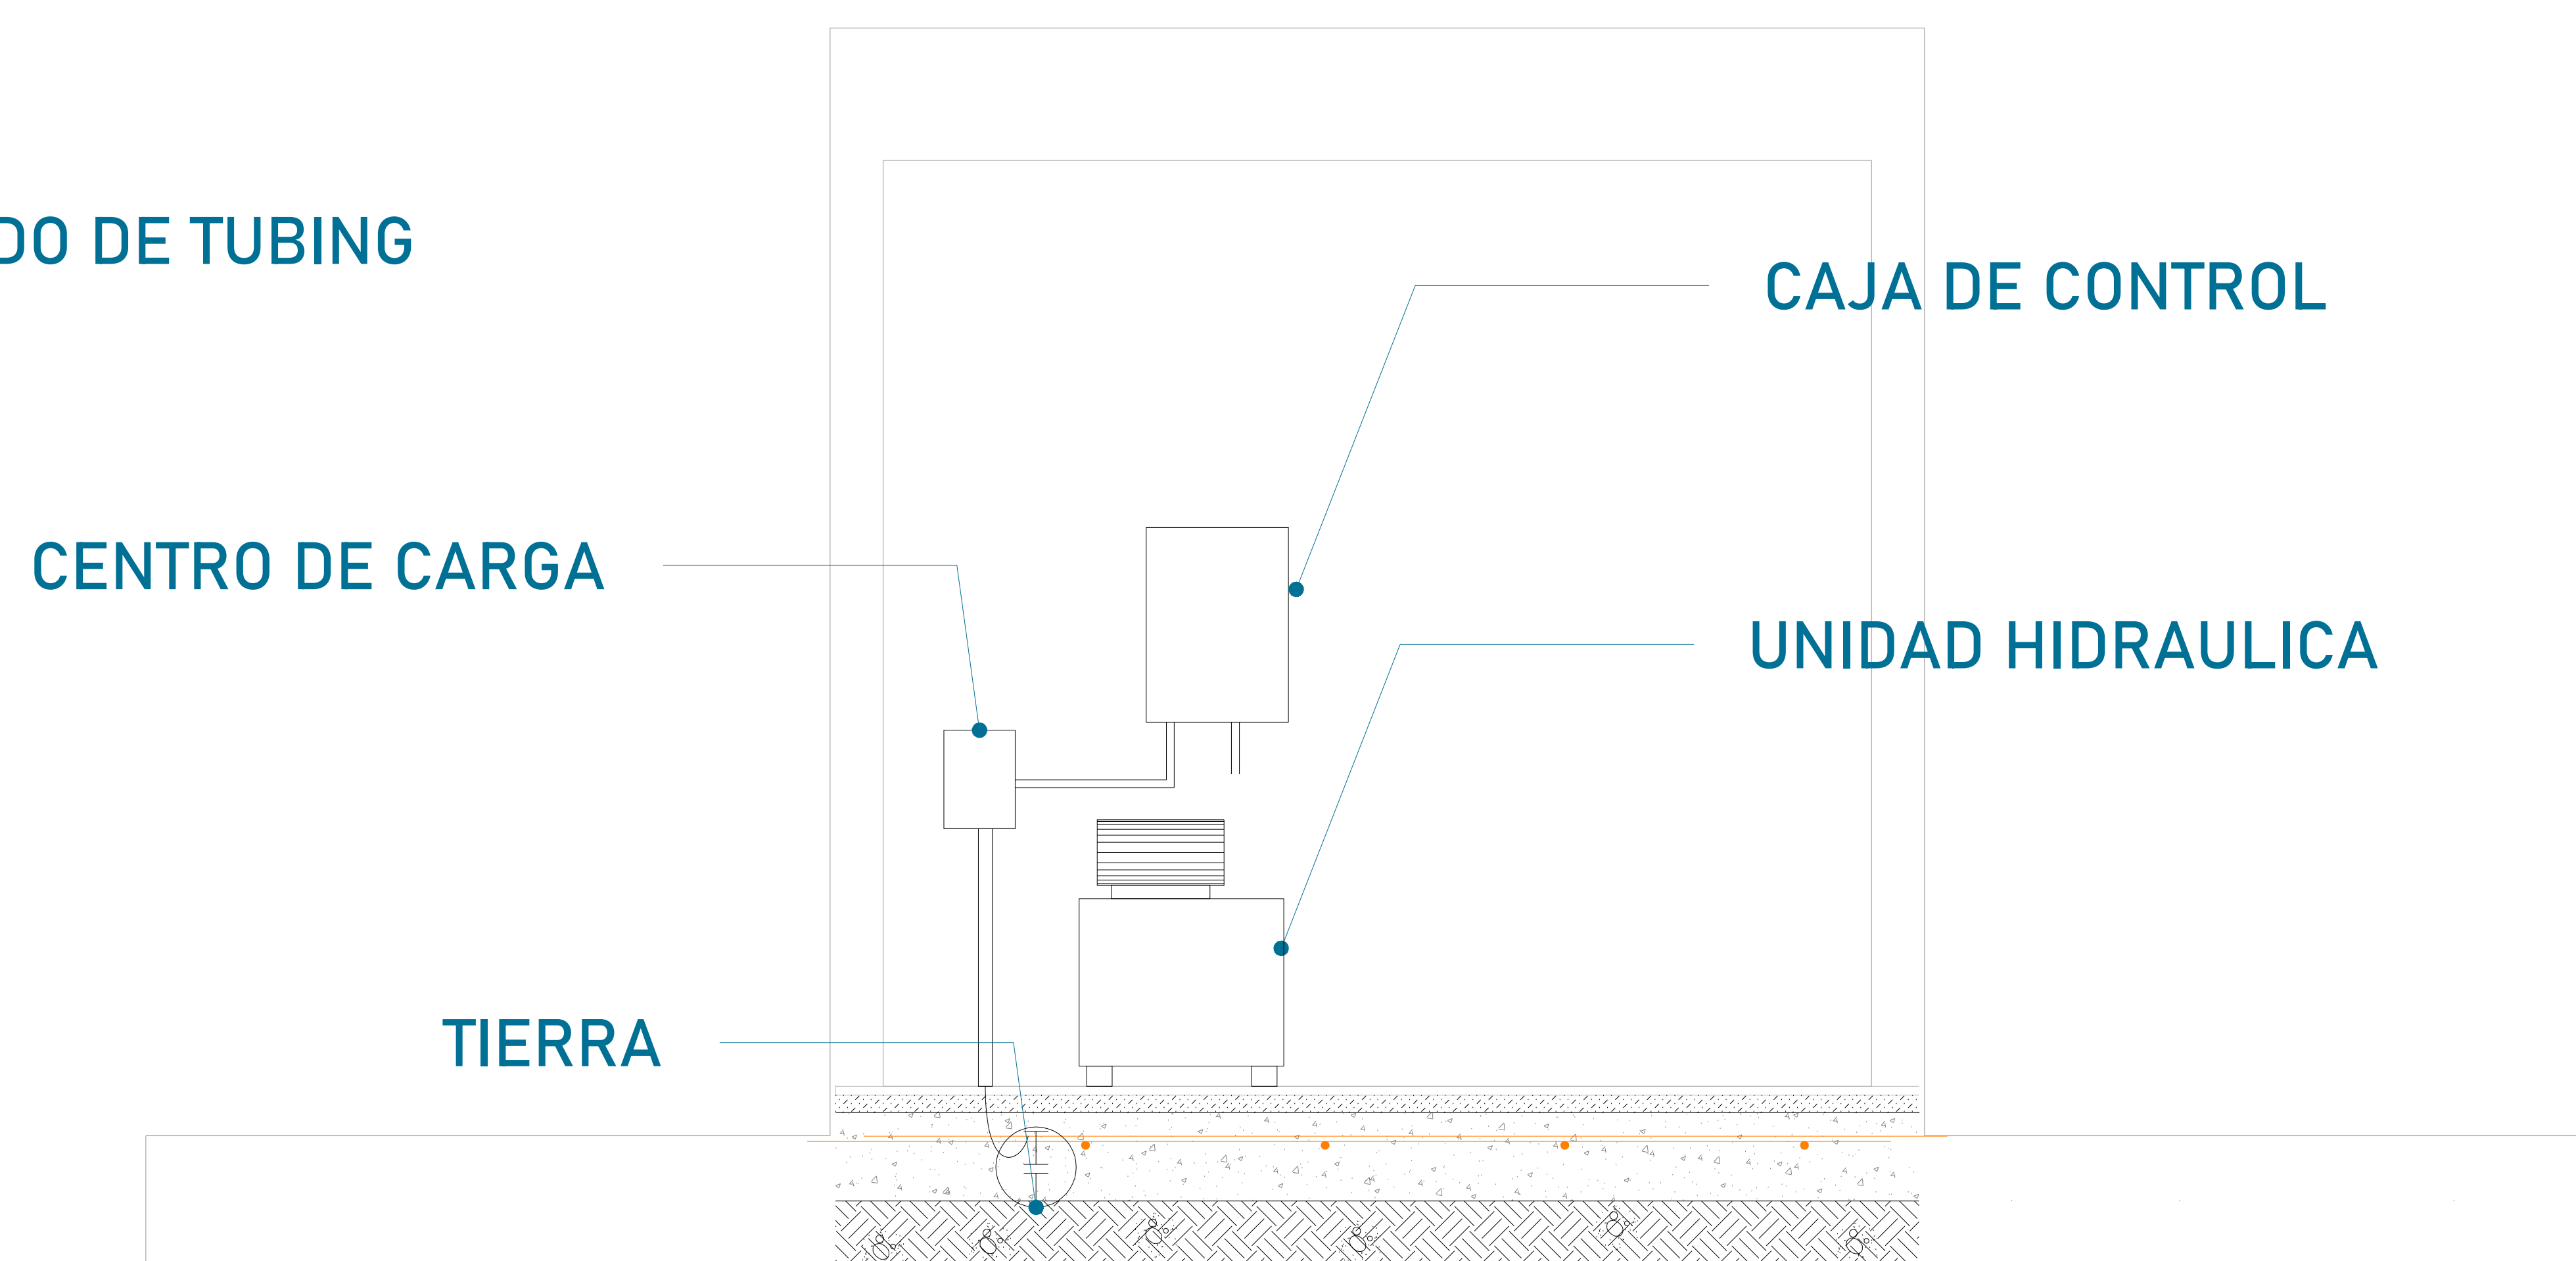 DO DE TUBING
CAJA DE CONTROL
CENTRO DE CARGA
UNIDAD HIDRAULICA
TIERRA